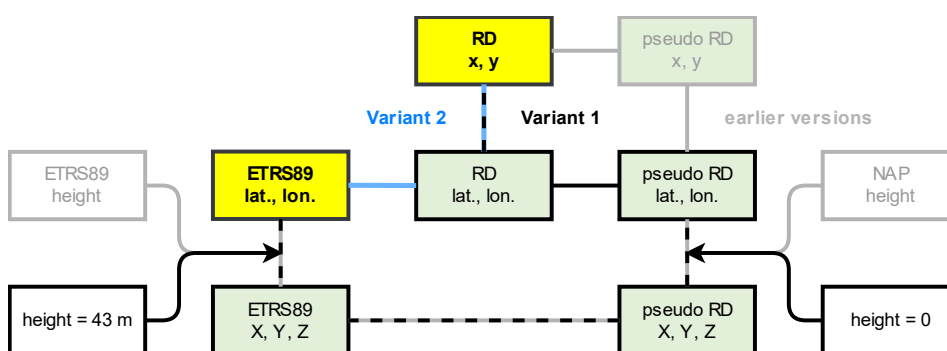 RD
x, y
pseudo RD
x, y
Variant 2
Variant 1
earlier versions
ETRS89
height
ETRS89
lat., lon.
RD
lat., lon.
pseudo RD
lat., lon.
NAP
height
height = 43 m
ETRS89
X, Y, Z
pseudo RD
X, Y, Z
height = 0